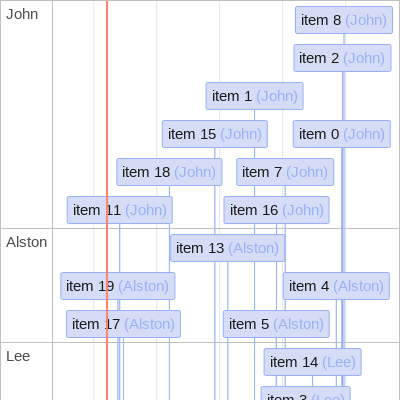 John
item 8 (John)
item 2 (John)
item 1 (John)
item 15 (John)
item 0 (John)
item 18 (John)
item 7 (John)
item 11 (John)
item 16 (John)
Alston
item 13 (Alston)
item 19 (Alston)
item 4 (Alston)
item 17 (Alston)
item 5 (Alston)
Lee
item 14 (Lee)
item 3 (Lee)